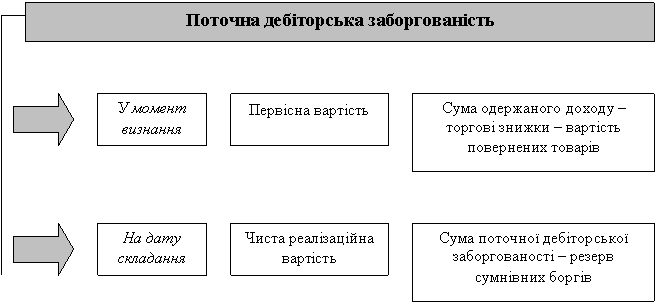 Поточна дебіторська заборгованість
У момент
визнання
Первісна вартість
Сума одержаного доходу –
торгові знижки – вартість
повернених товарів
На дату
складання
Чиста реалізаційна
вартість
Сума поточної дебіторської
заборгованості – резерв
сумнівних боргів